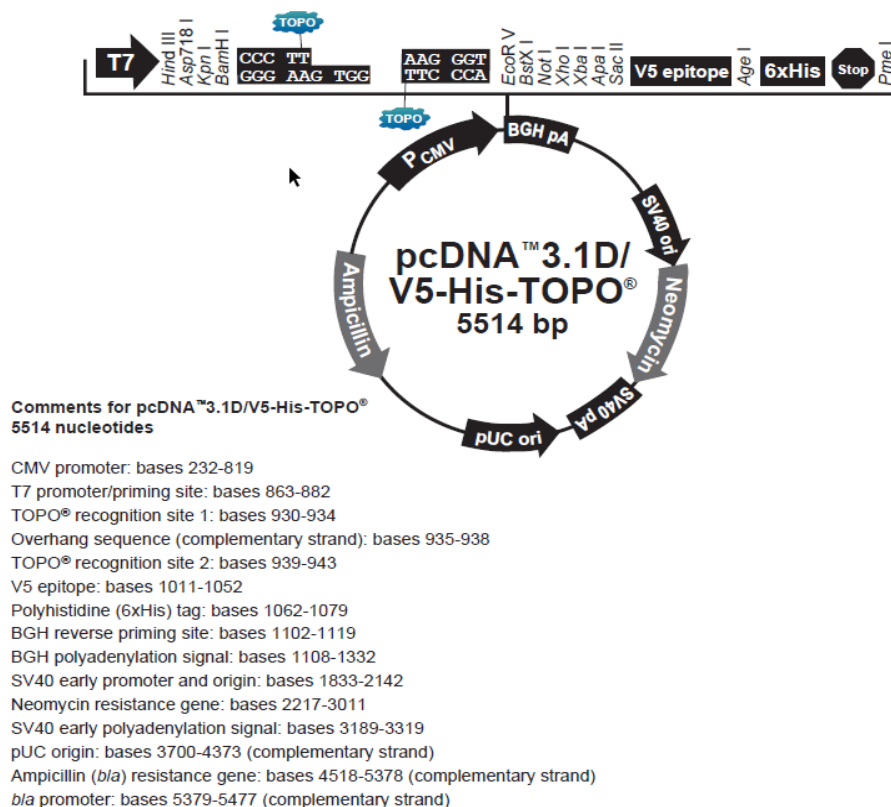 TOPO
T7
Hind III
Asp718 I
Kpn I
BamH I
CCC TT
GGG AAG TGG
AAG GGT
TTC CCA
TOPO
EcoR V
BstX I
Not I
Xho I
Xba I
Apa I
Sac II
V5 epitope
Age I
6xHis
Stop
Pme I
P CMV
BGH pA
SV40 ori
Neomycin
SV40 pA
pUC ori
Ampicillin
pcDNA™3.1D/
V5-His-TOPO®
5514 bp
Comments for pcDNA™3.1D/V5-His-TOPO®
5514 nucleotides
CMV promoter: bases 232-819
T7 promoter/priming site: bases 863-882
TOPO® recognition site 1: bases 930-934
Overhang sequence (complementary strand): bases 935-938
TOPO® recognition site 2: bases 939-943
V5 epitope: bases 1011-1052
Polyhistidine (6xHis) tag: bases 1062-1079
BGH reverse priming site: bases 1102-1119
BGH polyadenylation signal: bases 1108-1332
SV40 early promoter and origin: bases 1833-2142
Neomycin resistance gene: bases 2217-3011
SV40 early polyadenylation signal: bases 3189-3319
pUC origin: bases 3700-4373 (complementary strand)
Ampicillin (bla) resistance gene: bases 4518-5378 (complementary strand)
bla promoter: bases 5379-5477 (complementary strand)